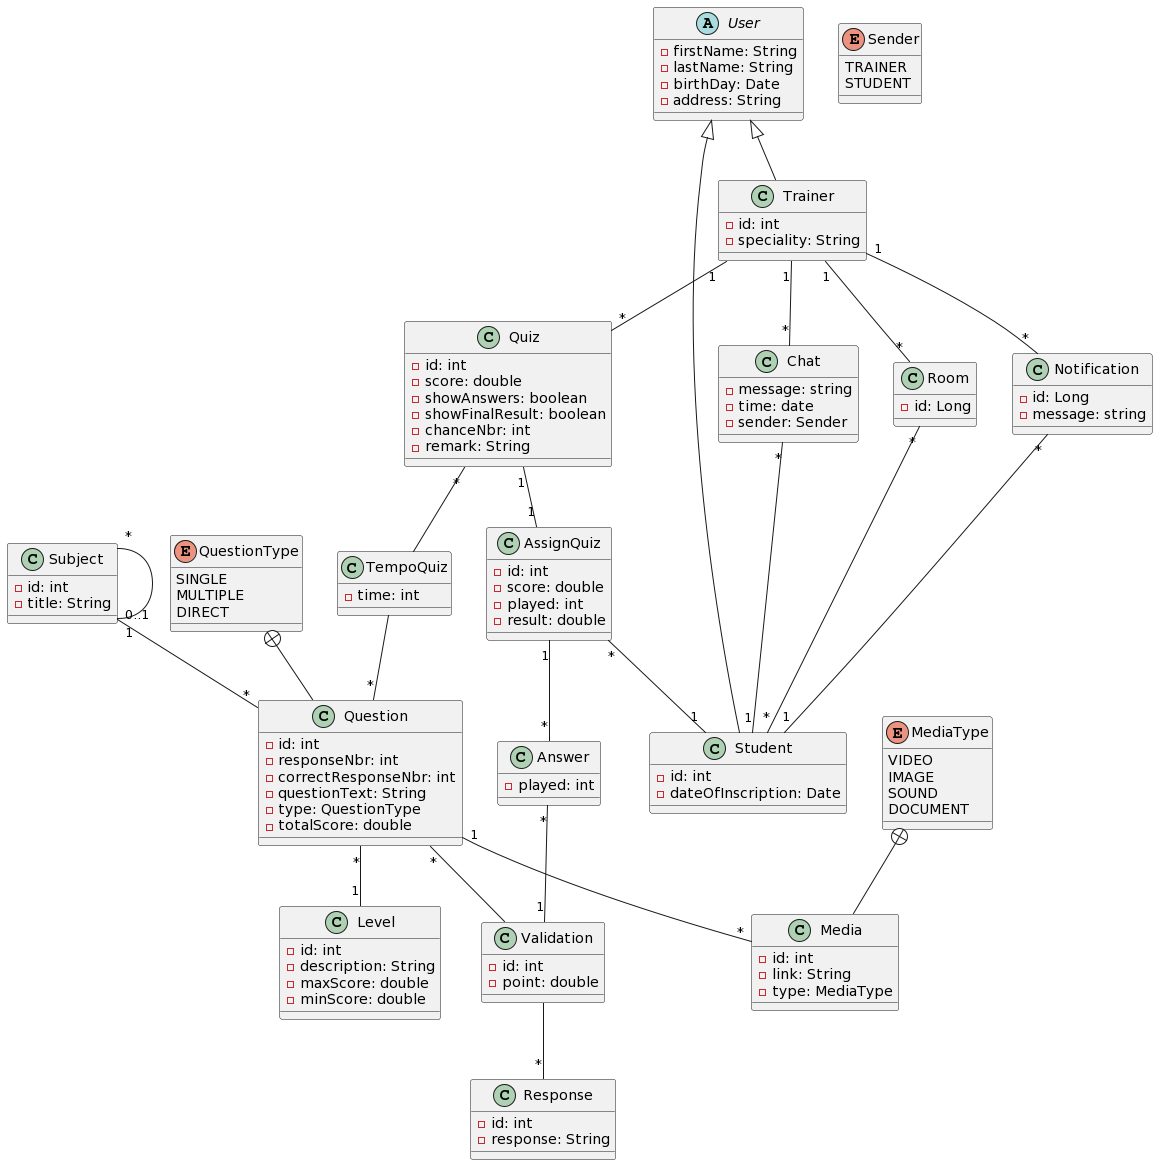 A User
firstName: String
lastName: String
birthDay: Date
address: String
E Sender
TRAINER
STUDENT
C Trainer
id: int
speciality: String
1
1
1
1
*
*
*
*
C Quiz
id: int
score: double
showAnswers: boolean
showFinalResult: boolean
chanceNbr: int
remark: String
C Chat
message: string
time: date
sender: Sender
C Room
id: Long
C Notification
id: Long
message: string
*
1
1
*
*
*
C Subject
id: int
title: String
*
0..1
1
E QuestionType
SINGLE
MULTIPLE
DIRECT
C TempoQuiz
time: int
C AssignQuiz
id: int
score: double
played: int
result: double
1
*
*
*
*
1
1
*
1
C Question
id: int
responseNbr: int
correctResponseNbr: int
questionText: String
type: QuestionType
totalScore: double
C Answer
played: int
C Student
id: int
dateOfInscription: Date
E MediaType
VIDEO
IMAGE
SOUND
DOCUMENT
*
1
*
*
1
1
*
C Level
id: int
description: String
maxScore: double
minScore: double
C Validation
id: int
point: double
C Media
id: int
link: String
type: MediaType
*
C Response
id: int
response: String